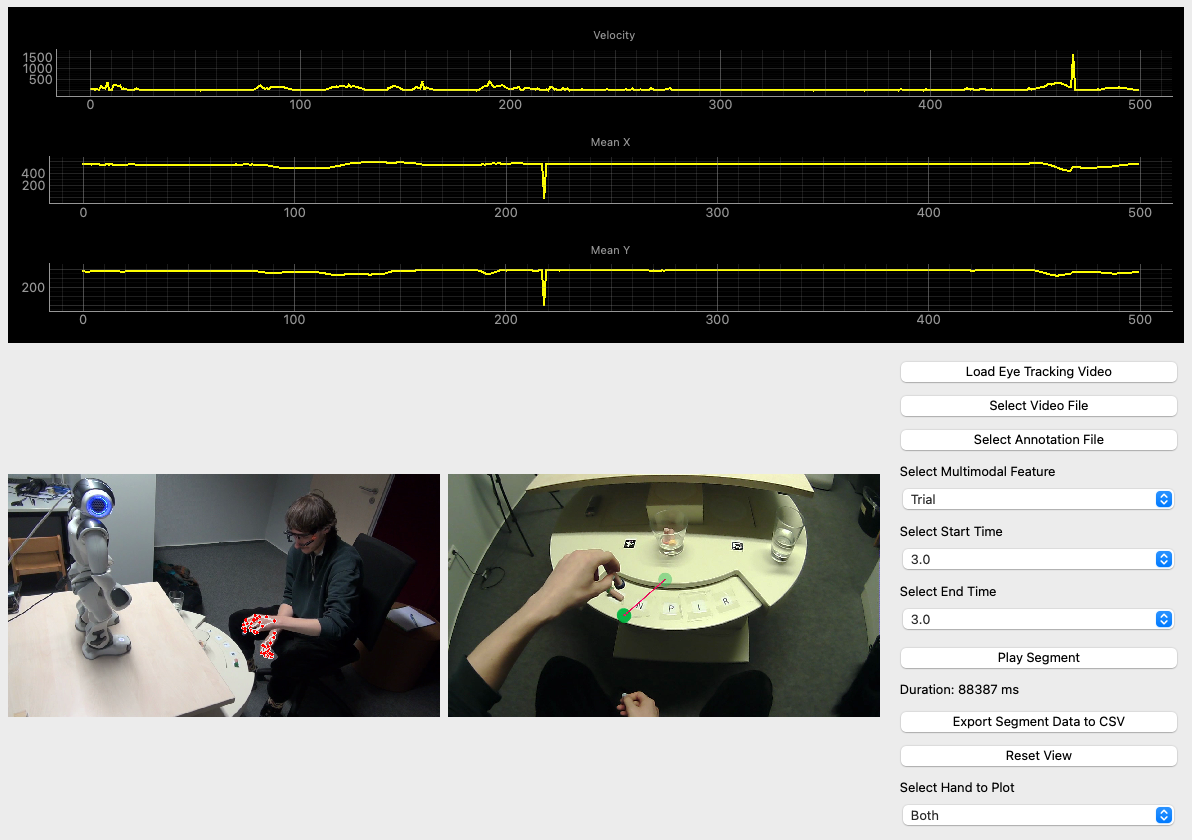 Velocity
1500
1000
500
0 100 200 300 400 500
Mean X
400
200
0 100 200 300 400 500
Mean Y
200
0 100 200 300 400 500
Load Eye Tracking Video
Select Video File
Select Annotation File
Select Multimodal Feature
Trial
Select Start Time
3.0
Select End Time
3.0
Play Segment
Duration: 88387 ms
Export Segment Data to CSV
Reset View
Select Hand to Plot
Both
N P I R